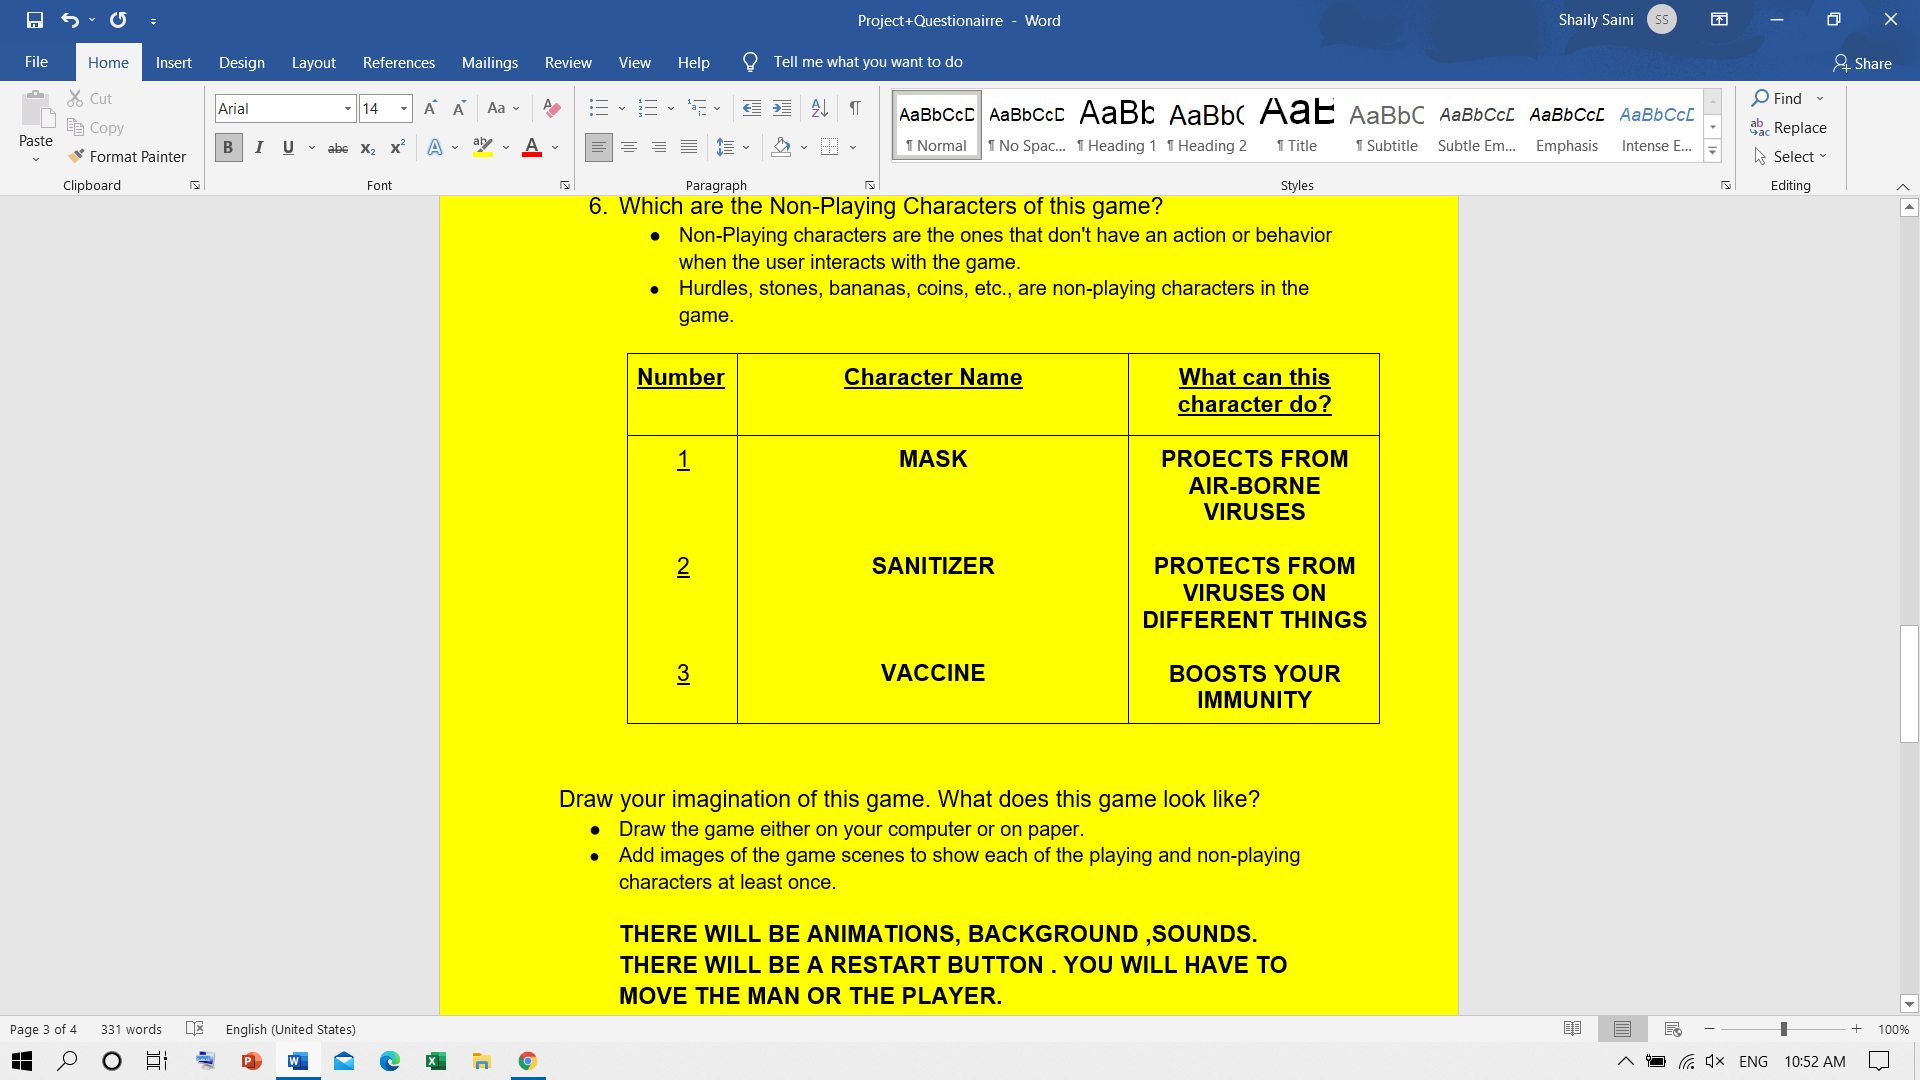 Project+Questionairre - Word
Shaily Saini
SS
File
Home
Insert
Design
Layout
References
Mailings
Review
View
Help
Tell me what you want to do
Share
Paste
Cut
Copy
Format Painter
Clipboard
Arial
14
Aa
B I U abc x₂ x² A ab A
Font
Paragraph
AaBbCcD AaBbCcD AaBb AaBbC AaB AaBbC AaBbCcD AaBbCcD AaBbCcD
¶ Normal ¶ No Spac... ¶ Heading 1 ¶ Heading 2 ¶ Title ¶ Subtitle Subtle Em... Emphasis Intense E...
Styles
Find
Replace
Select
Editing
6. Which are the Non-Playing Characters of this game?
● Non-Playing characters are the ones that don't have an action or behavior
when the user interacts with the game.
● Hurdles, stones, bananas, coins, etc., are non-playing characters in the
game.
Number
Character Name
What can this
character do?
1
MASK
PROECTS FROM
AIR-BORNE
VIRUSES
2
SANITIZER
PROTECTS FROM
VIRUSES ON
DIFFERENT THINGS
3
VACCINE
BOOSTS YOUR
IMMUNITY
Draw your imagination of this game. What does this game look like?
● Draw the game either on your computer or on paper.
● Add images of the game scenes to show each of the playing and non-playing
characters at least once.
THERE WILL BE ANIMATIONS, BACKGROUND ,SOUNDS.
THERE WILL BE A RESTART BUTTON . YOU WILL HAVE TO
MOVE THE MAN OR THE PLAYER.
Page 3 of 4
331 words
English (United States)
100%
ENG
10:52 AM